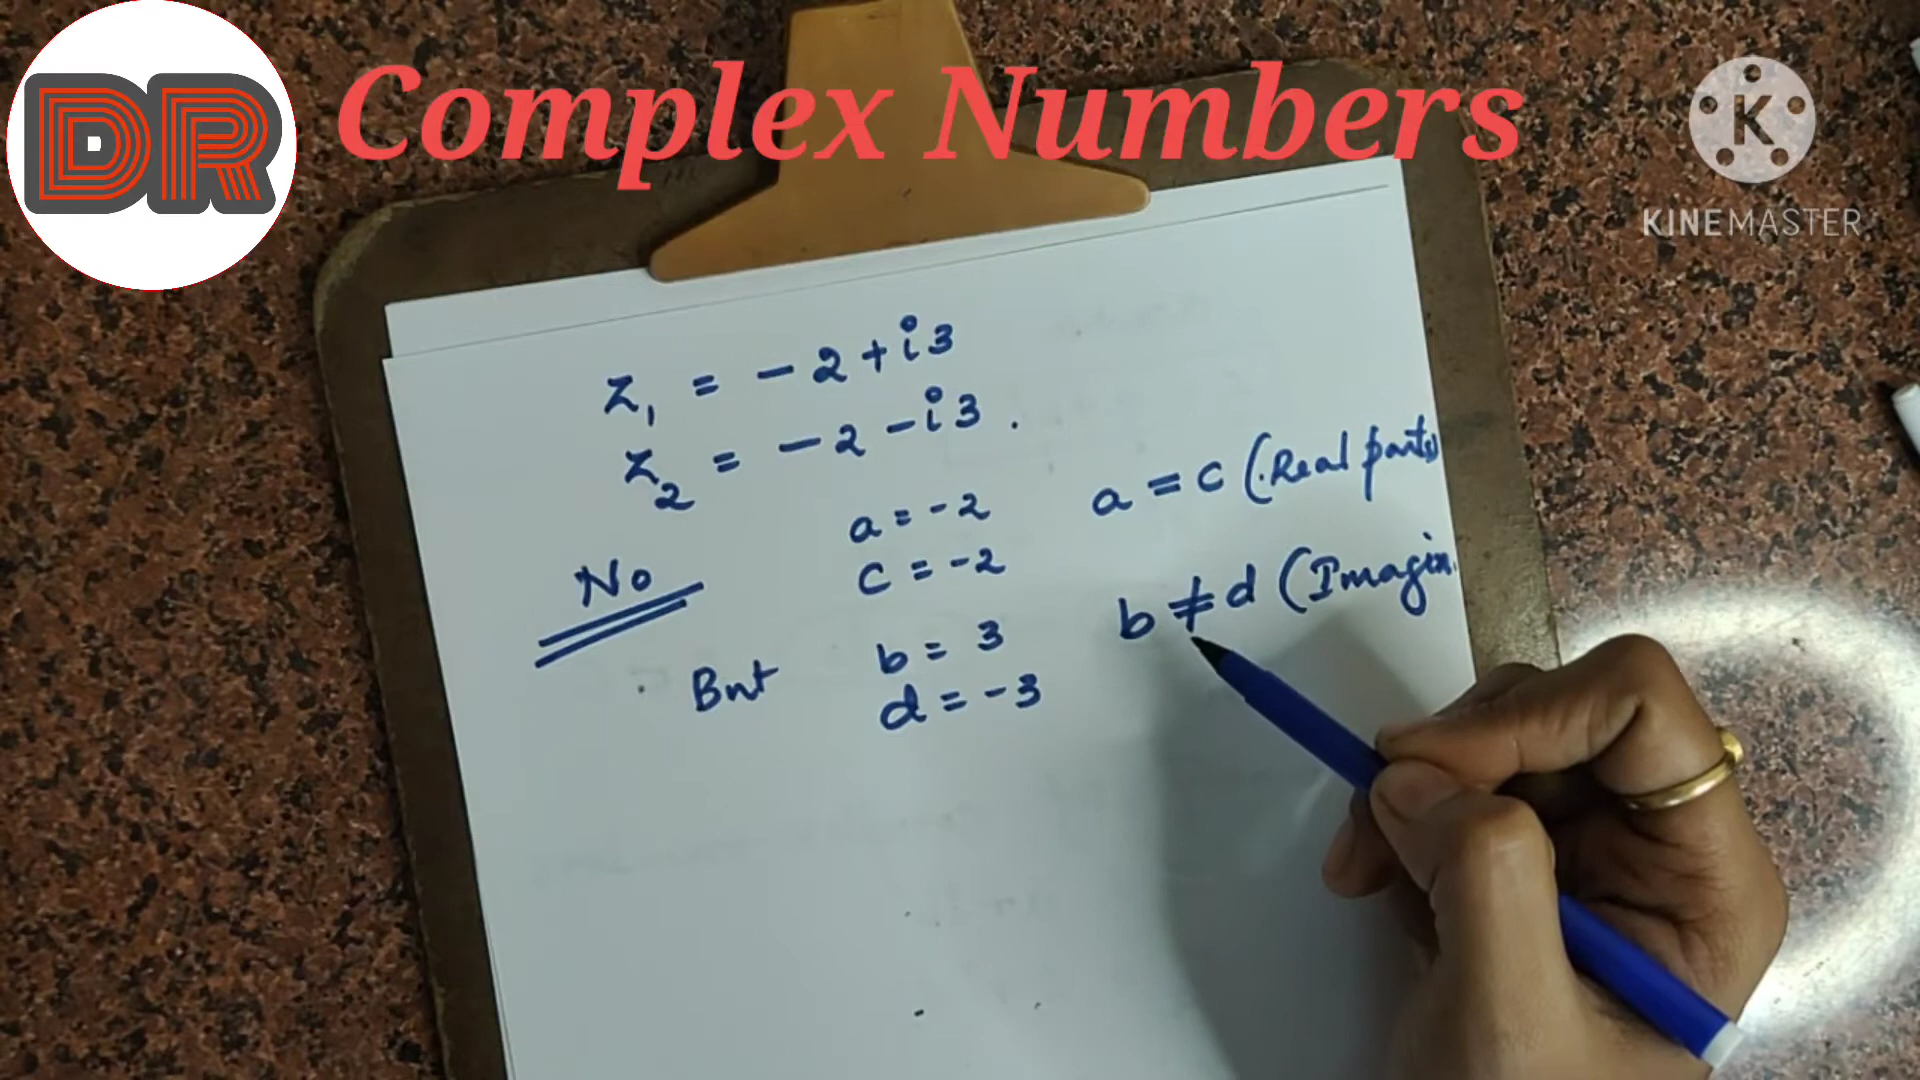 DR
Complex Numbers
K
KINEMASTER
z₁ = -2+i3
z₂ = -2-i3.
a = -2
a = c (Real parts)
c = -2
No
b ≠ d (Imagin.
But
b = 3
d = -3